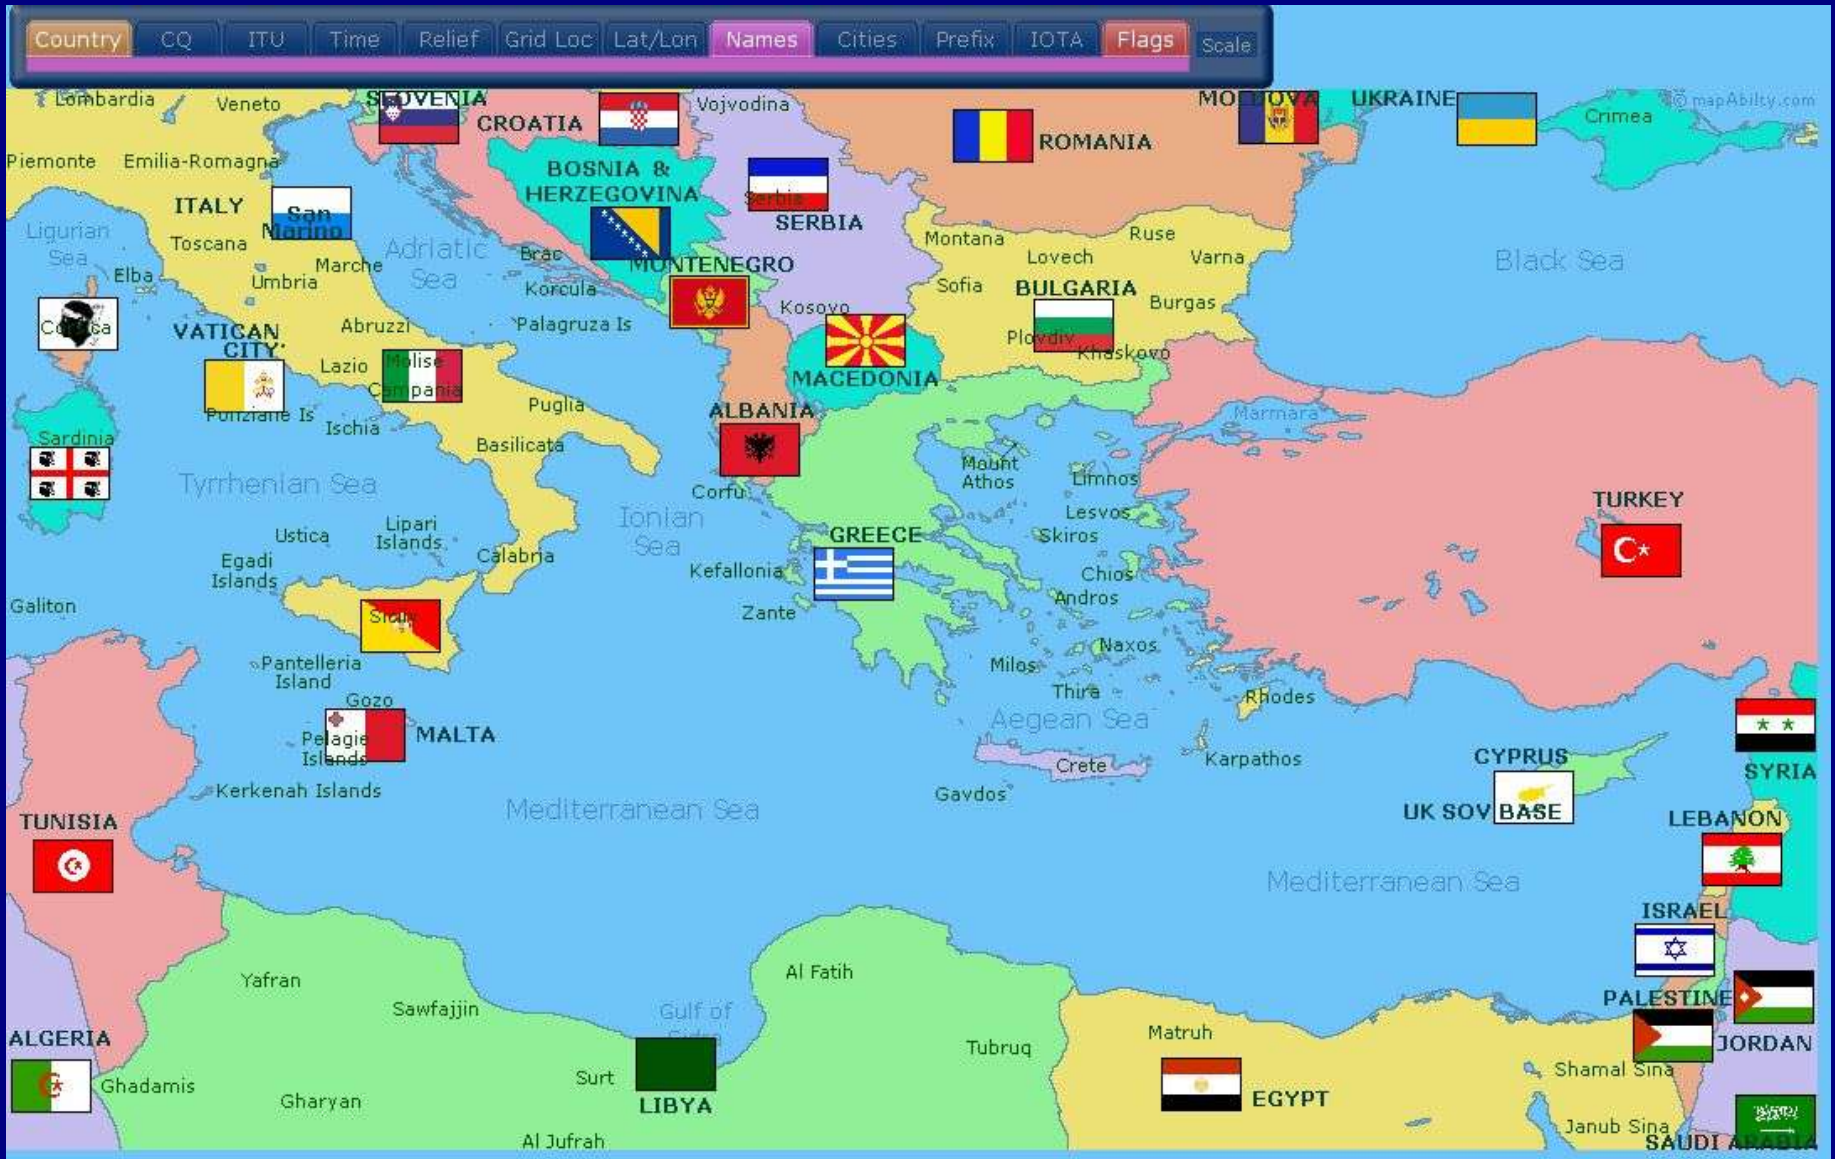 Country CQ ITU Time Relief Grid Loc Lat/Lon Names Cities Prefix IOTA Flags Scale
Lombardia
Veneto
SLOVENIA
CROATIA
Vojvodina
ROMANIA
MOLDOVA
UKRAINE
Crimea
© mapAbilty.com
Piemonte
Emilia-Romagna
BOSNIA &
HERZEGOVINA
Serbia
SERBIA
ITALY
San
Marino
Ligurian
Sea
Toscana
Adriatic
Sea
Brac
Montana
Ruse
Lovech
Varna
Black Sea
Elba
Umbria
Marche
Korcula
MONTENEGRO
Sofia
BULGARIA
Burgas
Kosovo
VATICAN
CITY
Abruzzi
Palagruza Is
Plovdiv
Khaskovo
Lazio
Molise
Campania
MACEDONIA
Ponziane Is
Ischia
Puglia
ALBANIA
Marmara
Sardinia
Basilicata
Tyrrhenian Sea
Mount
Athos
Limnos
Corfu
TURKEY
Ustica
Lipari
Islands
Ionian
Sea
Lesvos
GREECE
Skiros
Egadi
Islands
Calabria
Kefallonia
Chios
Andros
Galiton
Sicily
Zante
Naxos
Pantelleria
Island
Milos
Thira
Rhodes
Gozo
MALTA
Pelagie
Islands
Aegean Sea
Crete
Karpathos
CYPRUS
SYRIA
Kerkenah Islands
Mediterranean Sea
Gavdos
UK SOV BASE
LEBANON
TUNISIA
Mediterranean Sea
ISRAEL
Yafran
Al Fatih
Sawfajjin
Gulf of
PALESTINE
ALGERIA
Matruh
JORDAN
Tubruq
Ghadamis
Surt
Shamal Sina
Gharyan
LIBYA
EGYPT
Al Jufrah
Janub Sina
SAUDI ARABIA